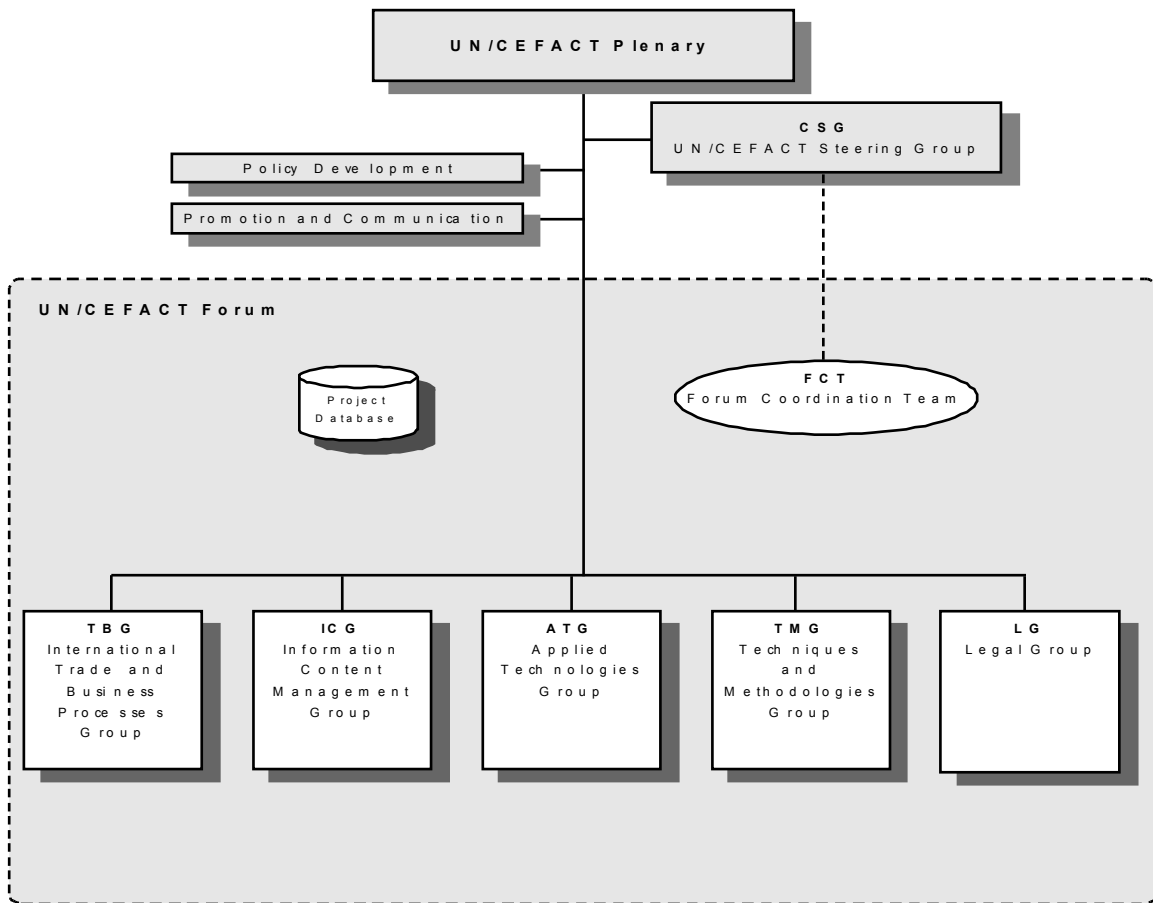 UN/CEFACT Plenary
CSG
UN/CEFACT Steering Group
Policy Development
Promotion and Communication
UN/CEFACT Forum
Project
Database
FCT
Forum Coordination Team
TBG
International
Trade and
Business
Processes
Group
ICG
Information
Content
Management
Group
ATG
Applied
Technologies
Group
TMG
Techniques
and
Methodologies
Group
LG
Legal Group